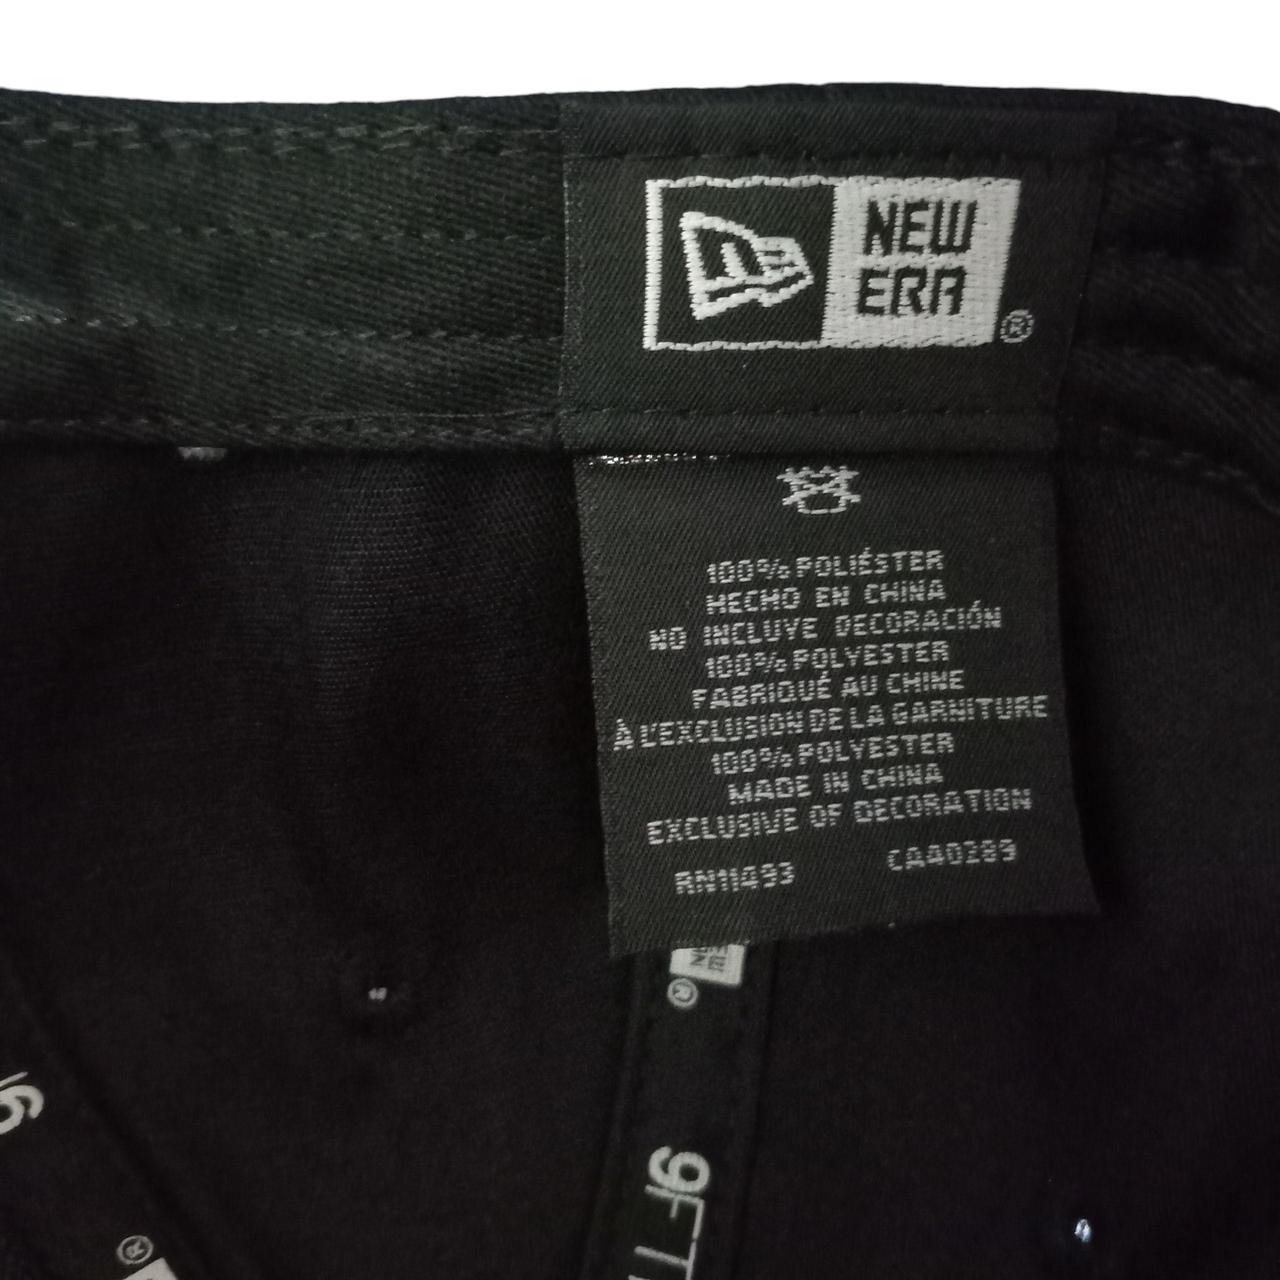 NEW
ERA
®
100% POLIÉSTER
HECHO EN CHINA
NO INCLUYE DECORACIÓN
100% POLYESTER
FABRIQUÉ AU CHINE
À L'EXCLUSION DE LA GARNITURE
100% POLYESTER
MADE IN CHINA
EXCLUSIVE OF DECORATION
RN11493 CA40289
®
9FT
®